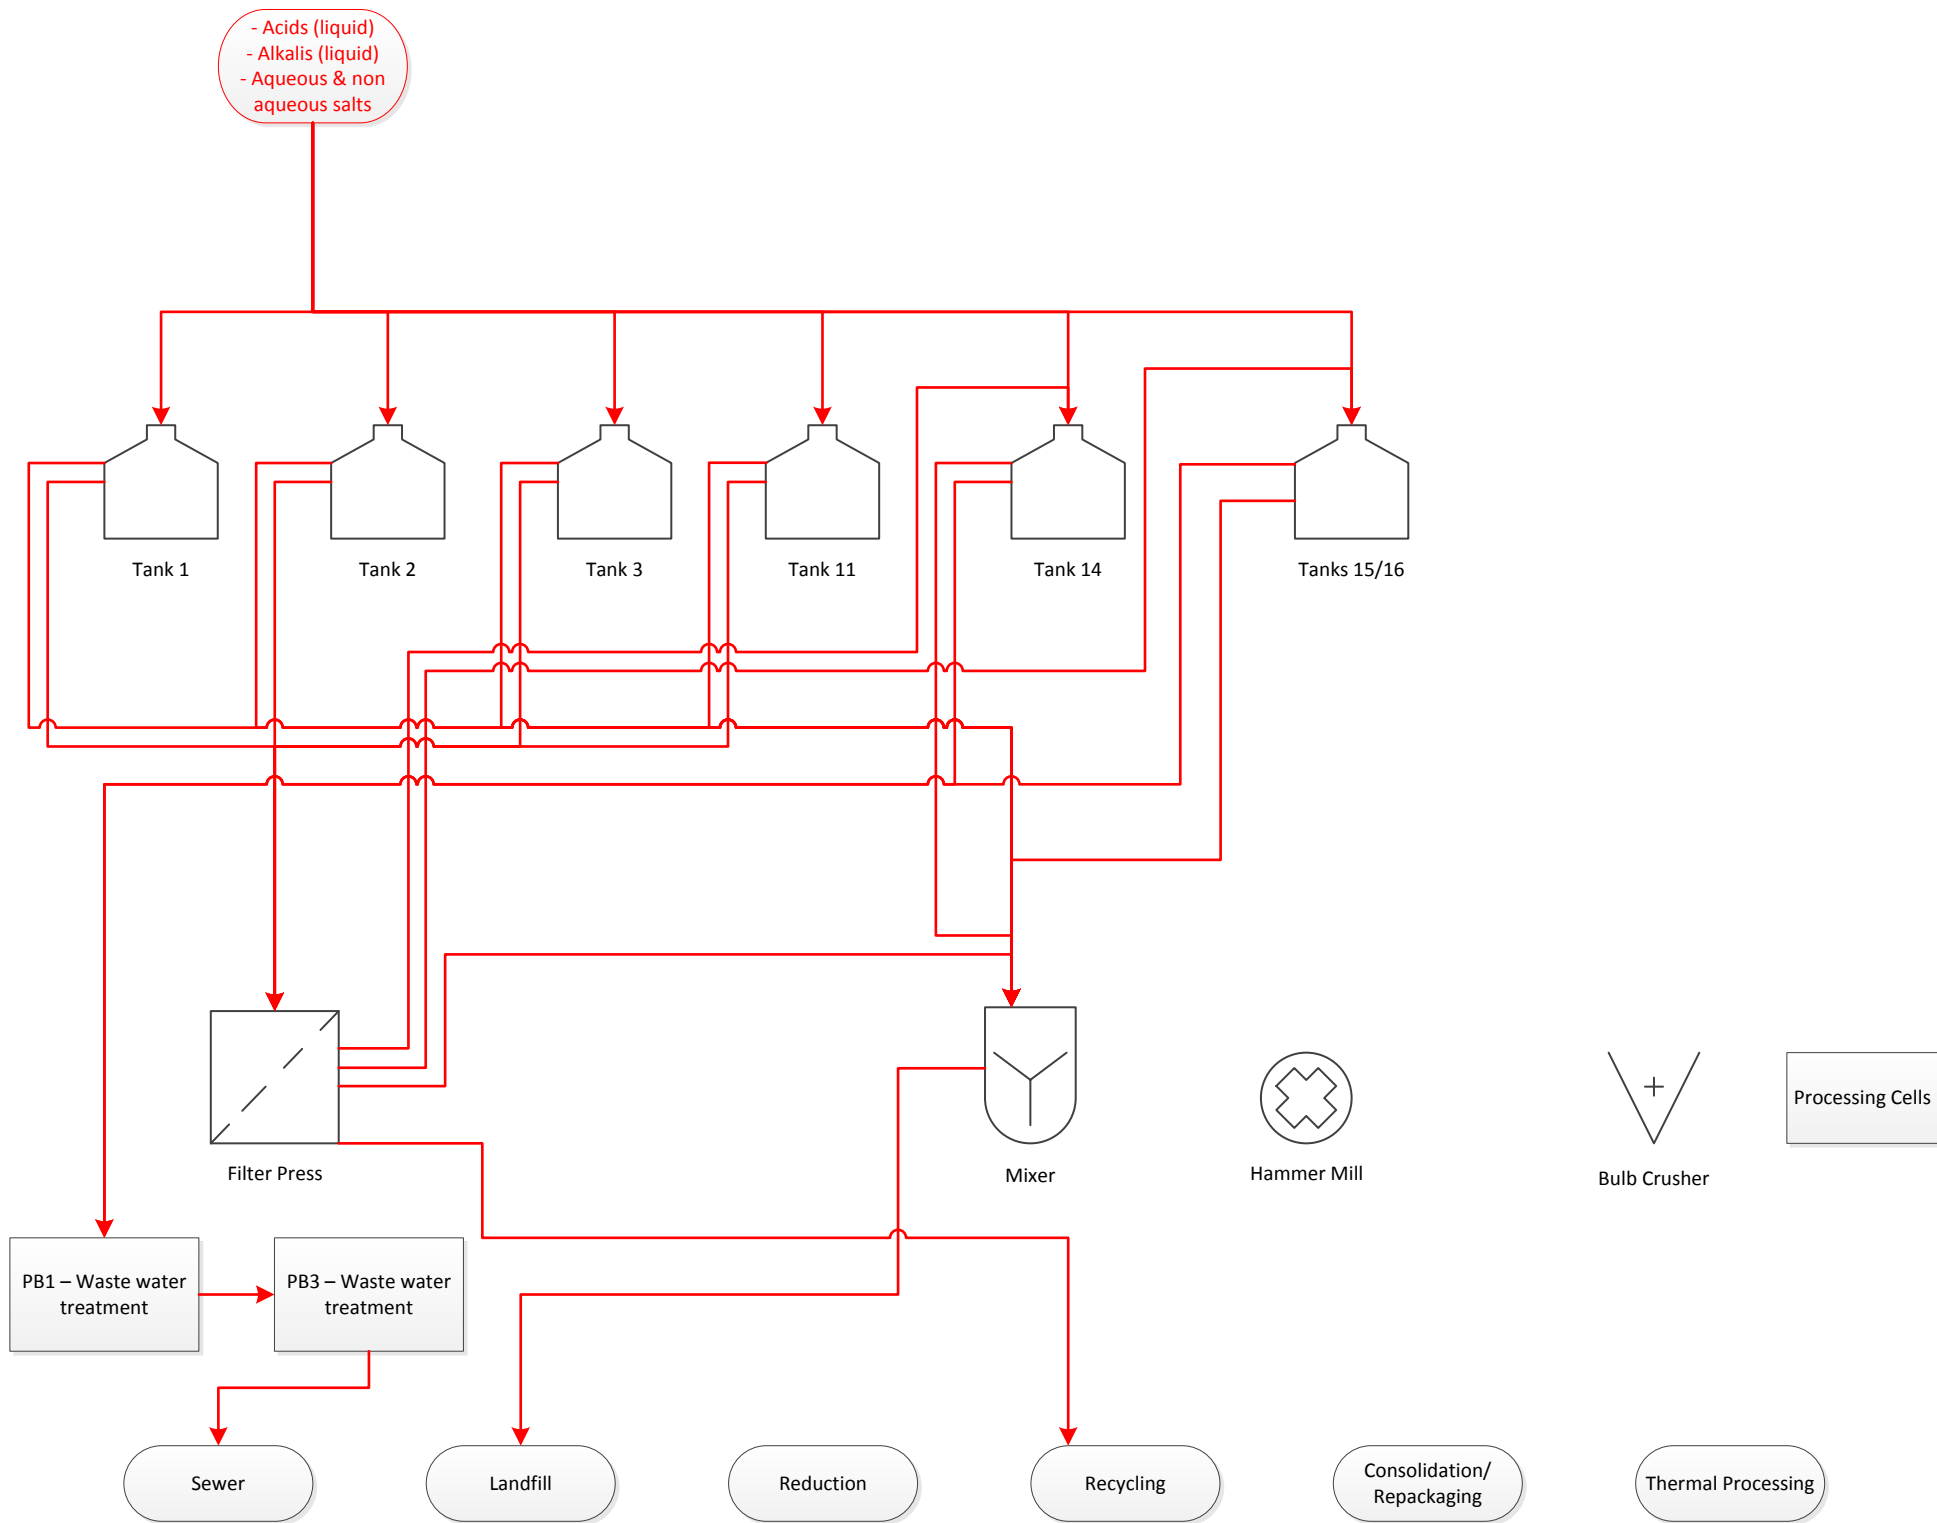 - Acids (liquid)
- Alkalis (liquid)
- Aqueous & non
aqueous salts
Tank 1
Tank 2
Tank 3
Tank 11
Tank 14
Tanks 15/16
Filter Press
Mixer
Hammer Mill
Bulb Crusher
Processing Cells
PB1 – Waste water
treatment
PB3 – Waste water
treatment
Sewer
Landfill
Reduction
Recycling
Consolidation/
Repackaging
Thermal Processing